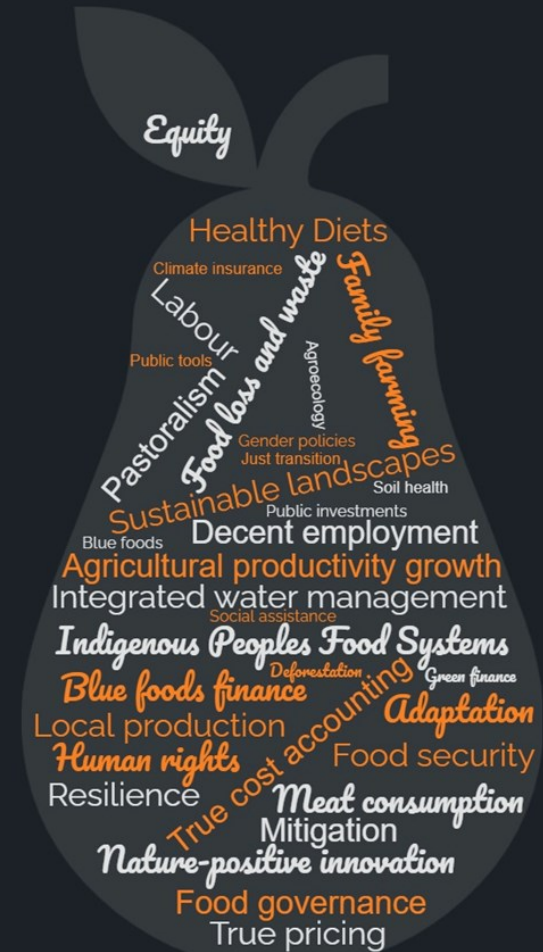 Equity
Healthy Diets
Climate insurance
Labour
Food loss and waste
Family farming
Public tools
Agroecology
Pastoralism
Gender policies
Just transition
Sustainable landscapes
Soil health
Public investments
Blue foods
Decent employment
Agricultural productivity growth
Integrated water management
Social assistance
Indigenous Peoples Food Systems
Deforestation
Green finance
Blue foods finance
Adaptation
Local production
True cost accounting
Human rights
Food security
Resilience
Meat consumption
Mitigation
Nature-positive innovation
Food governance
True pricing